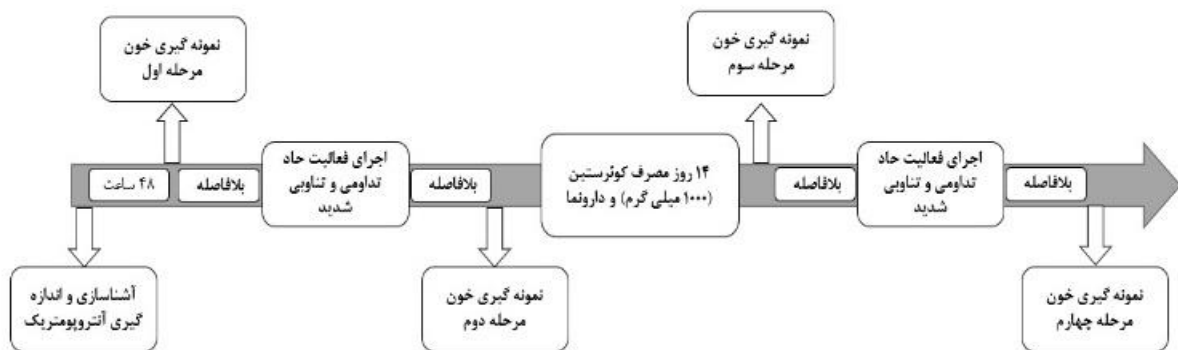 نمونه گیری خون
مرحله اول
نمونه گیری خون
مرحله سوم
۴۸ ساعت
بلافاصله
اجرای فعالیت حاد
تداومی و تناوبی
شدید
بلافاصله
۱۴ روز مصرف کوئرستین
(۱۰۰۰ میلی گرم) و دارونما
بلافاصله
اجرای فعالیت حاد
تداومی و تناوبی
شدید
بلافاصله
آشناسازی و اندازه
گیری آنتروپومتریک
نمونه گیری خون
مرحله دوم
نمونه گیری خون
مرحله چهارم